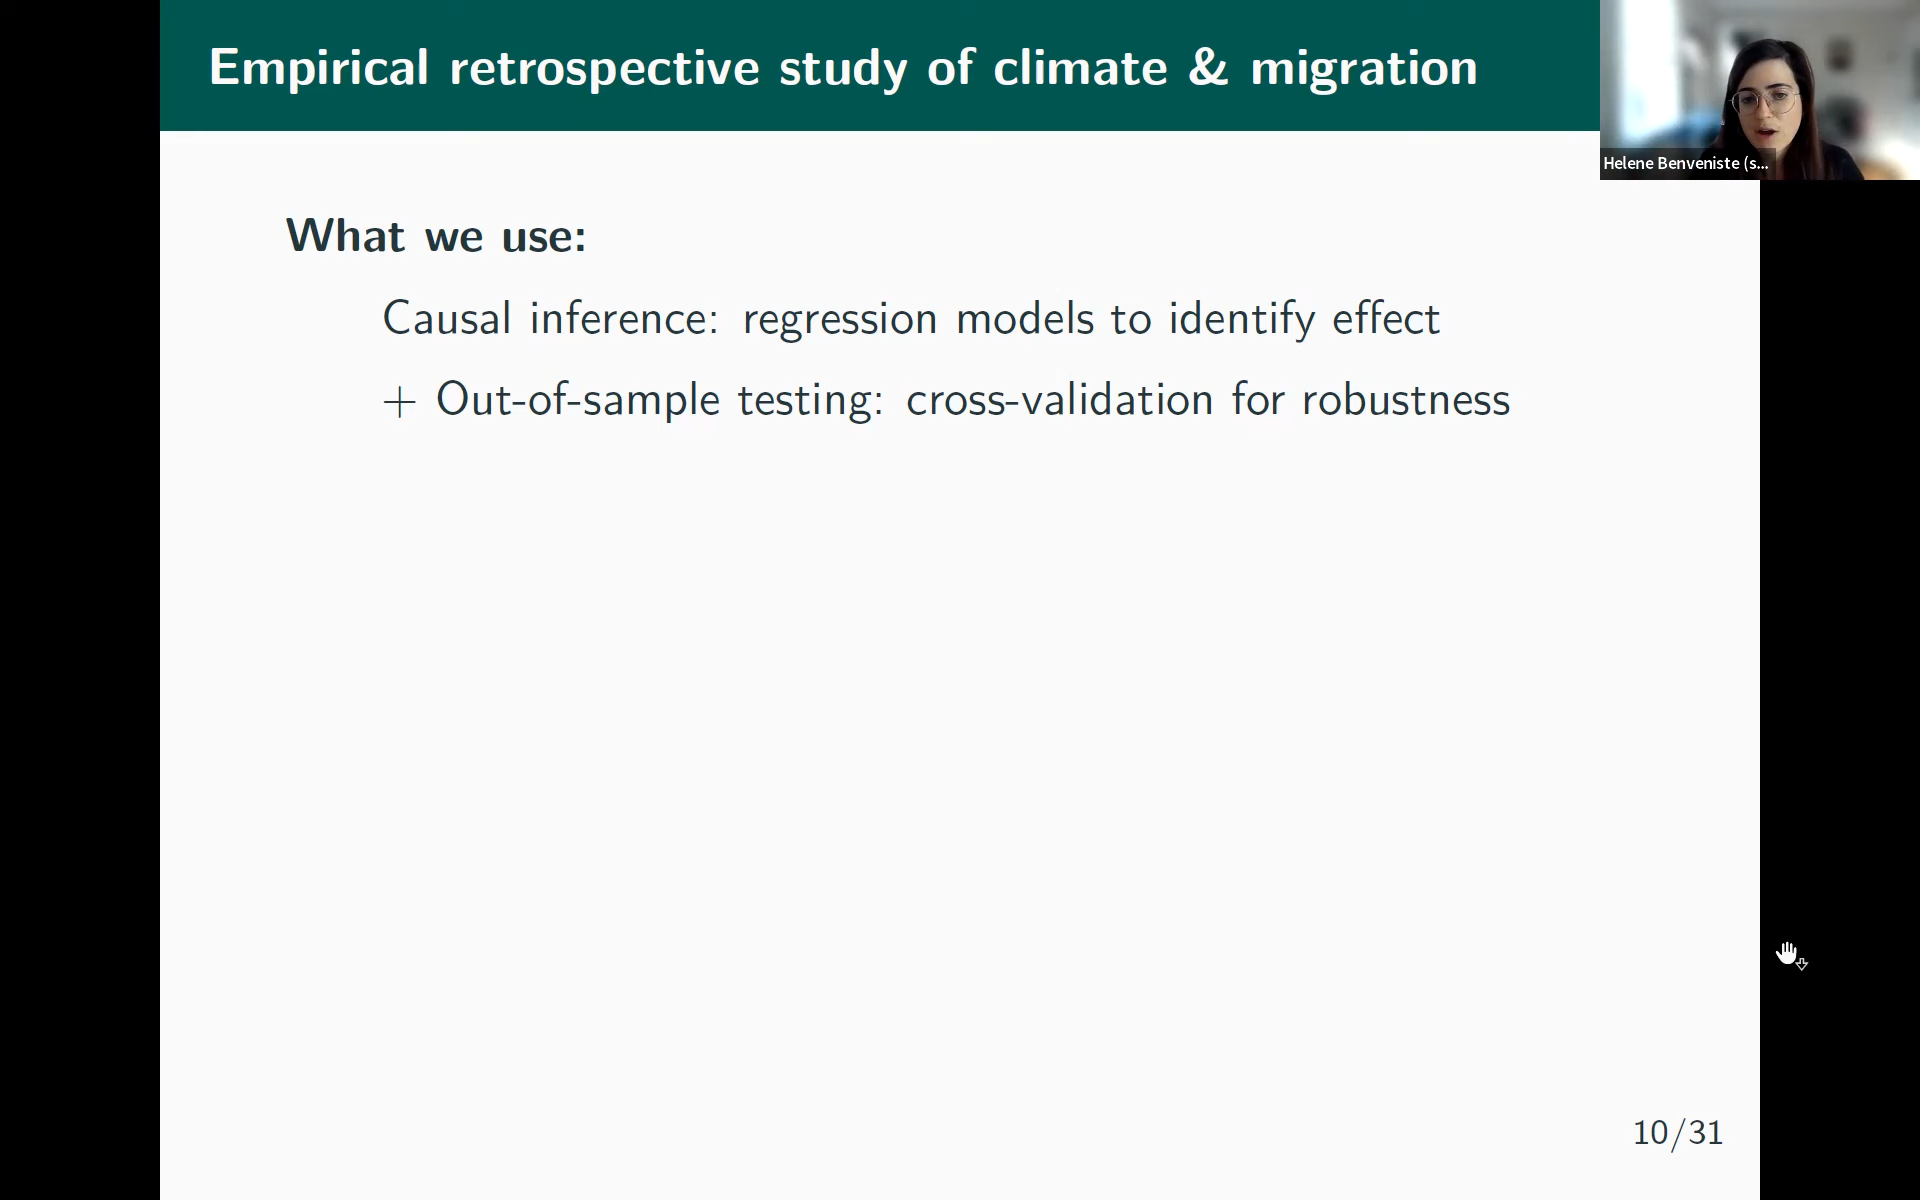 Empirical retrospective study of climate & migration
Helene Benveniste (s...
What we use:
Causal inference: regression models to identify effect
+ Out-of-sample testing: cross-validation for robustness
10/31